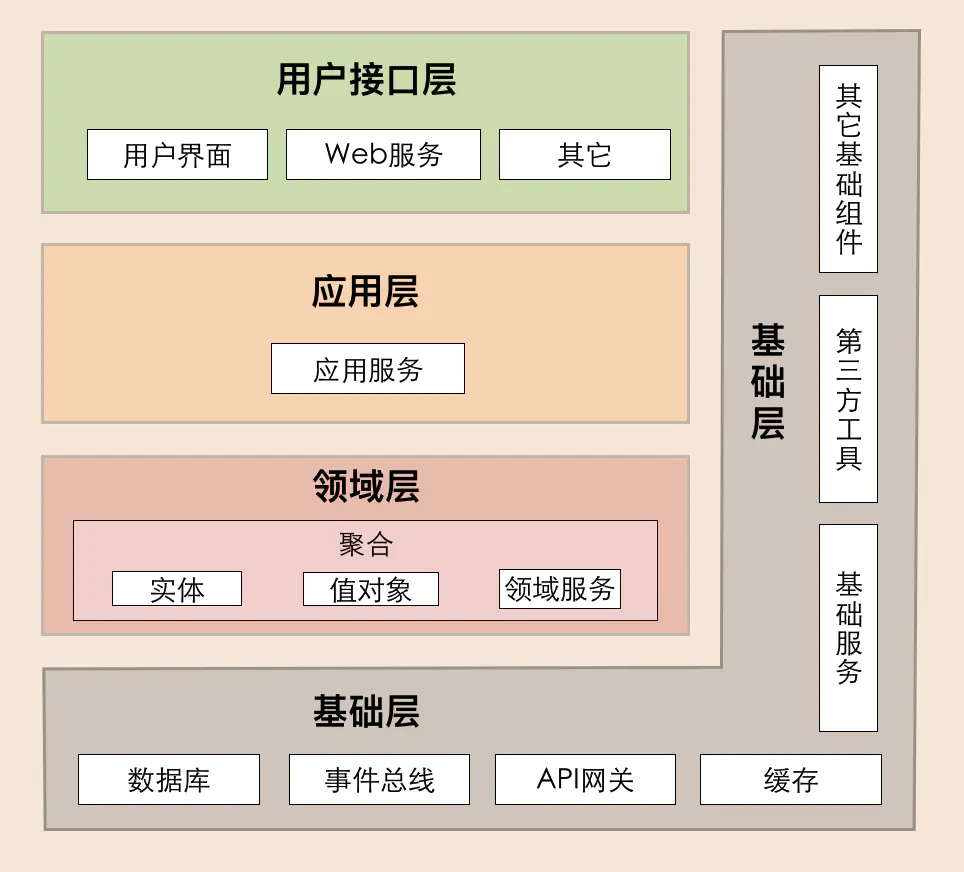 用户接口层
用户界面
Web服务
其它
应用层
应用服务
领域层
聚合
实体
值对象
领域服务
基础层
其它基础组件
第三方工具
基础服务
基础层
数据库
事件总线
API网关
缓存